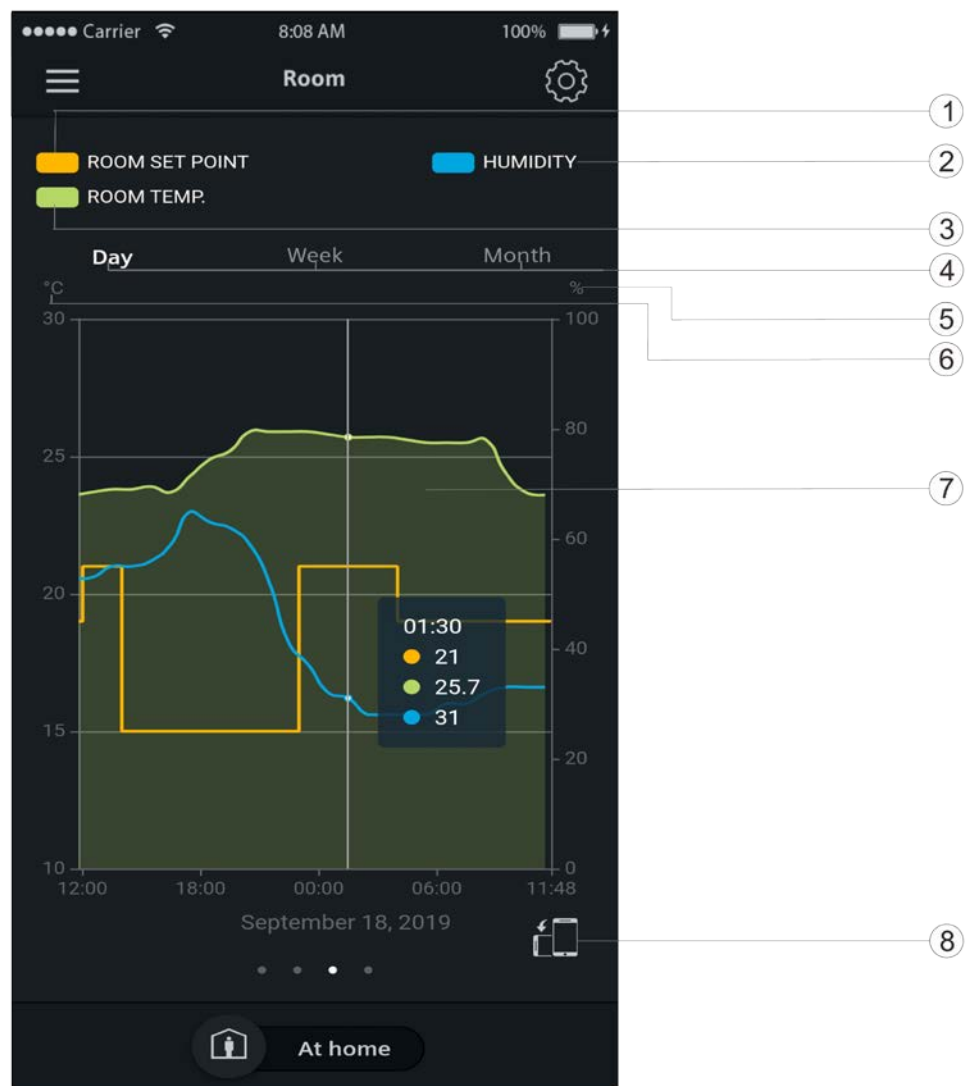 ●●●●● Carrier 8:08 AM 100%
Room
1
ROOM SET POINT HUMIDITY
2
ROOM TEMP.
3
Day Week Month
4
°C %
5
30 100
6
80
25
7
60
20
01:30
21
40
25.7
31
15
20
10 0
12:00 18:00 00:00 06:00 11:48
September 18, 2019
8
At home